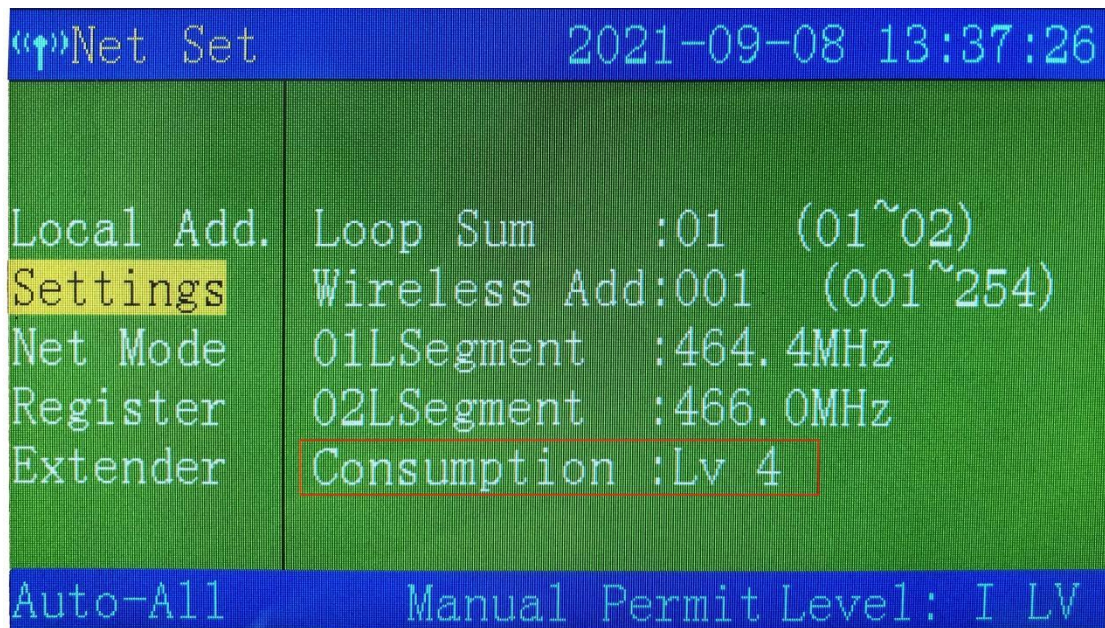 Net Set 2021-09-08 13:37:26
Local Add. Loop Sum :01 (01~02)
Settings Wireless Add:001 (001~254)
Net Mode 01LSegment :464.4MHz
Register 02LSegment :466.0MHz
Extender Consumption :Lv 4
Auto-All Manual Permit Level: I LV